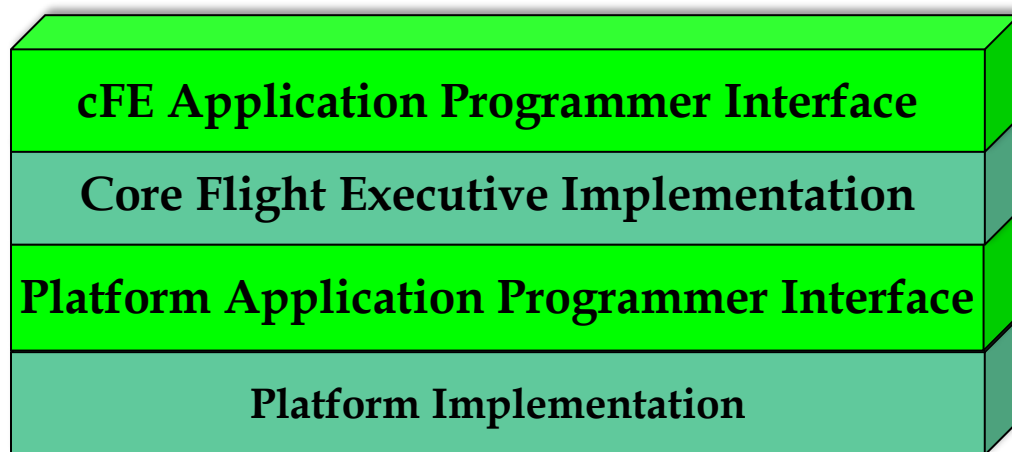 cFE Application Programmer Interface
Core Flight Executive Implementation
Platform Application Programmer Interface
Platform Implementation